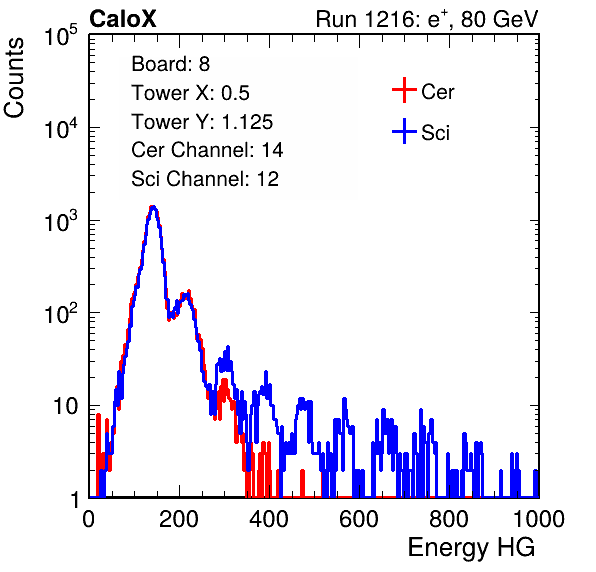 CaloX Run 1216: e⁺, 80 GeV
Counts
Board: 8
Tower X: 0.5
Tower Y: 1.125
Cer Channel: 14
Sci Channel: 12
Cer
Sci
10⁵
10⁴
10³
10²
10
1
0 200 400 600 800 1000
Energy HG